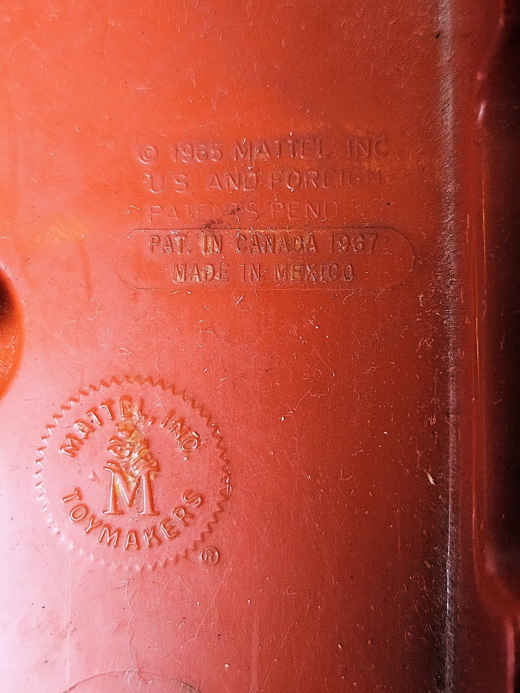 © 1965 MATTEL, INC.
U.S. AND FOREIGN
PATENTS PENDING
PAT. IN CANADA 1967
MADE IN MEXICO
MATTEL, INC.
M
TOYMAKERS
®